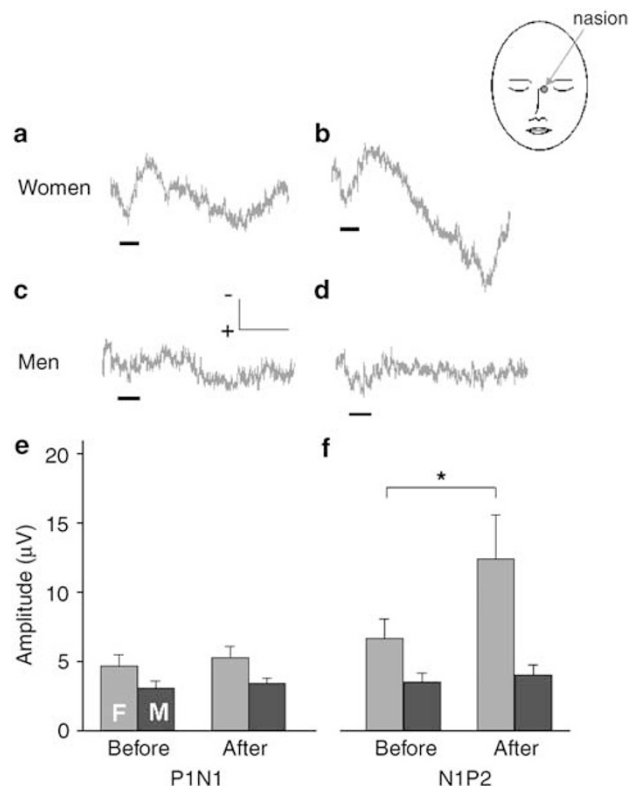 nasion
a
b
Women
c
d
-
+
Men
e
f
20
*
15
10
5
0
Amplitude (μV)
F
M
Before
After
Before
After
P1N1
N1P2